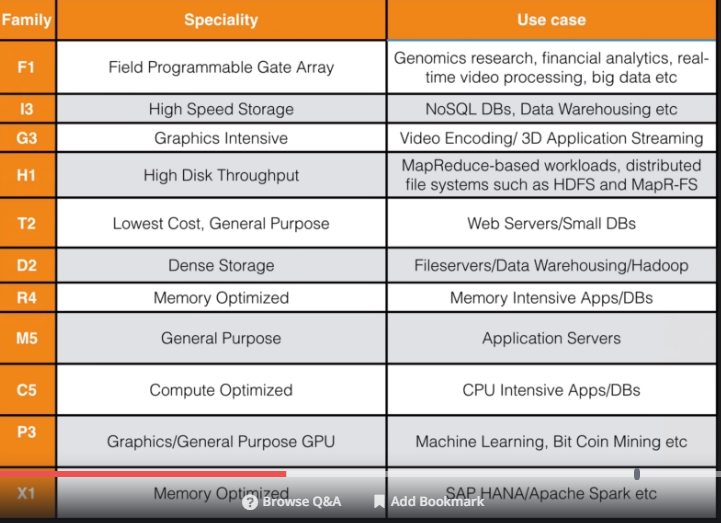 Family Speciality Use case
F1 Field Programmable Gate Array Genomics research, financial analytics, real-
time video processing, big data etc
I3 High Speed Storage NoSQL DBs, Data Warehousing etc
G3 Graphics Intensive Video Encoding/ 3D Application Streaming
H1 High Disk Throughput MapReduce-based workloads, distributed
file systems such as HDFS and MapR-FS
T2 Lowest Cost, General Purpose Web Servers/Small DBs
D2 Dense Storage Fileservers/Data Warehousing/Hadoop
R4 Memory Optimized Memory Intensive Apps/DBs
M5 General Purpose Application Servers
C5 Compute Optimized CPU Intensive Apps/DBs
P3 Graphics/General Purpose GPU Machine Learning, Bit Coin Mining etc
X1 Memory Optimized SAP HANA/Apache Spark etc
? Browse Q&A Add Bookmark